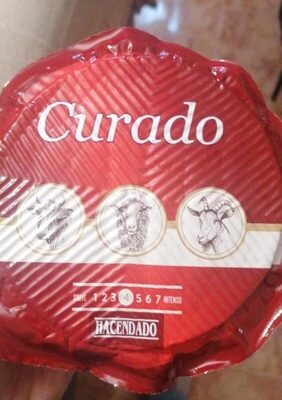 Curado
SUAVE 1 2 3 4 5 6 7 INTENSO
HACENDADO